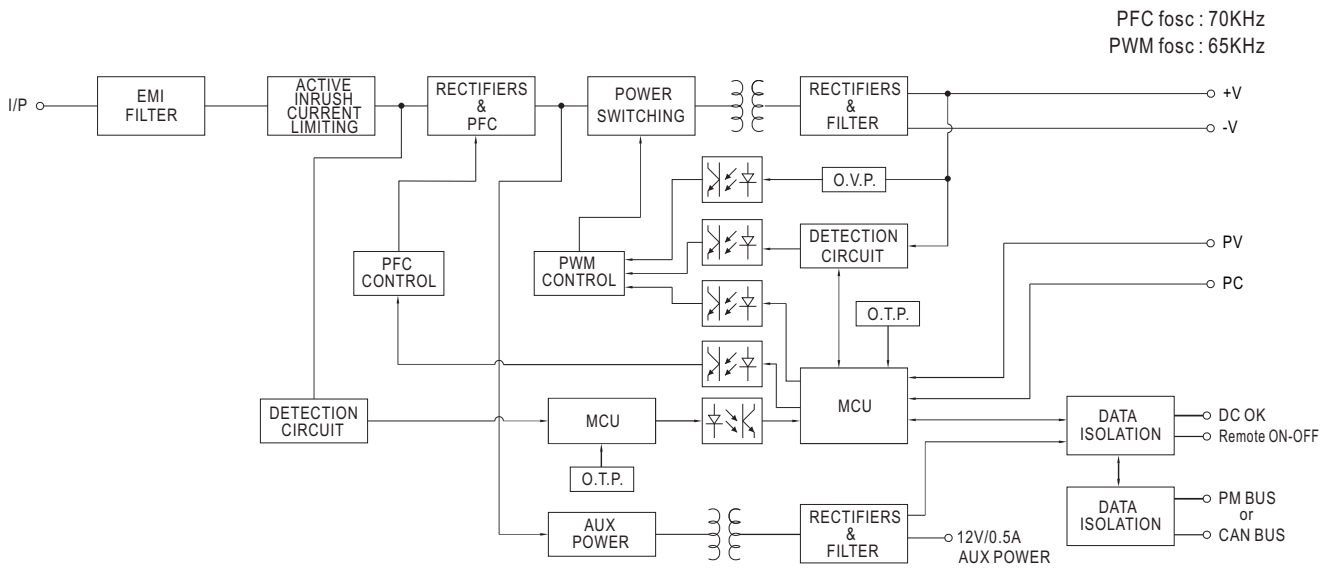 PFC fosc : 70KHz
PWM fosc : 65KHz
I/P
EMI
FILTER
ACTIVE
INRUSH
CURRENT
LIMITING
RECTIFIERS
&
PFC
POWER
SWITCHING
RECTIFIERS
&
FILTER
+V
-V
O.V.P.
DETECTION
CIRCUIT
PFC
CONTROL
PWM
CONTROL
PV
PC
O.T.P.
MCU
DETECTION
CIRCUIT
MCU
O.T.P.
DATA
ISOLATION
DC OK
Remote ON-OFF
DATA
ISOLATION
PM BUS
or
CAN BUS
AUX
POWER
RECTIFIERS
&
FILTER
12V/0.5A
AUX POWER